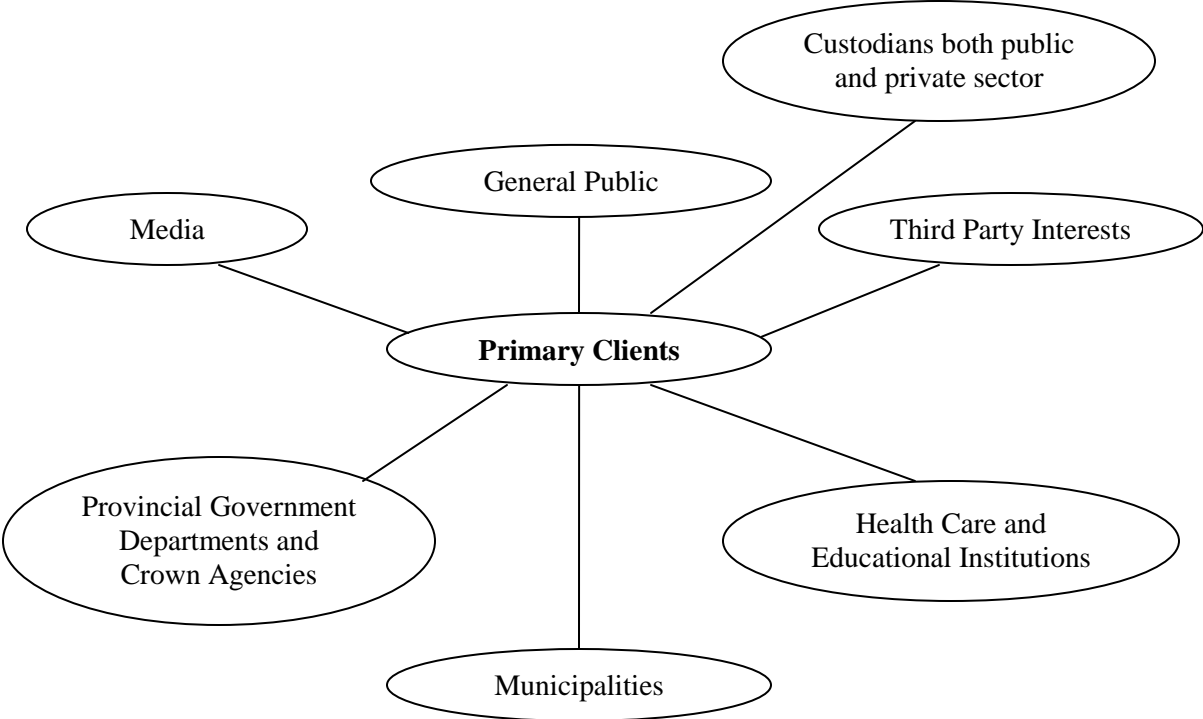 Custodians both public
and private sector
General Public
Media
Third Party Interests
Primary Clients
Provincial Government
Departments and
Crown Agencies
Health Care and
Educational Institutions
Municipalities